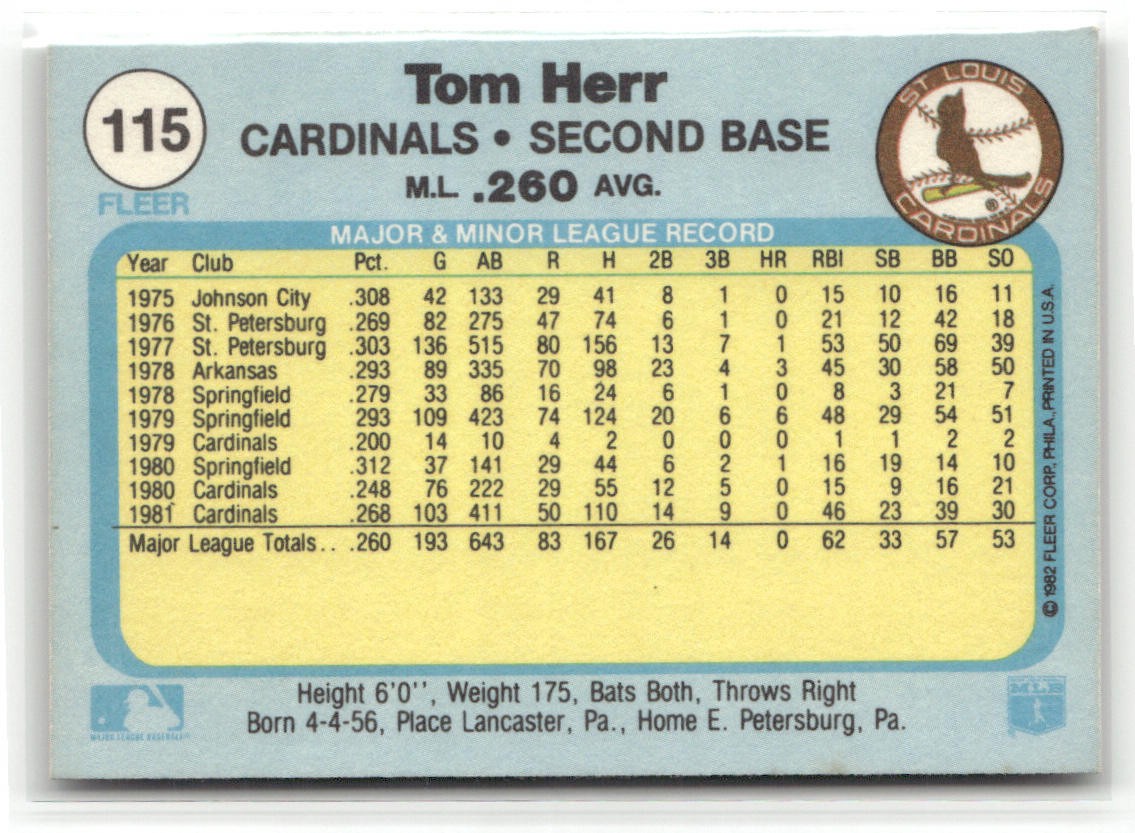 115
FLEER
Tom Herr
CARDINALS • SECOND BASE
M.L. .260 AVG.
ST. LOUIS
CARDINALS
®
MAJOR & MINOR LEAGUE RECORD
Year Club Pct. G AB R H 2B 3B HR RBI SB BB SO
1975 Johnson City .308 42 133 29 41 8 1 0 15 10 16 11
1976 St. Petersburg .269 82 275 47 74 6 1 0 21 12 42 18
1977 St. Petersburg .303 136 515 80 156 13 7 1 53 50 69 39
1978 Arkansas .293 89 335 70 98 23 4 3 45 30 58 50
1978 Springfield .279 33 86 16 24 6 1 0 8 3 21 7
1979 Springfield 293 109 423 74 124 20 6 6 48 29 54 51
1979 Cardinals .200 14 10 4 2 0 0 0 1 1 2 2
1980 Springfield .312 37 141 29 44 6 2 1 16 19 14 10
1980 Cardinals .248 76 222 29 55 12 5 0 15 9 16 21
1981 Cardinals .268 103 411 50 110 14 9 0 46 23 39 30
Major League Totals.. .260 193 643 83 167 26 14 0 62 33 57 53
© 1982 FLEER CORP., PHILA., PRINTED IN U.S.A.
Height 6'0'', Weight 175, Bats Both, Throws Right
Born 4-4-56, Place Lancaster, Pa., Home E. Petersburg, Pa.
MAJOR LEAGUE BASEBALL
MLB